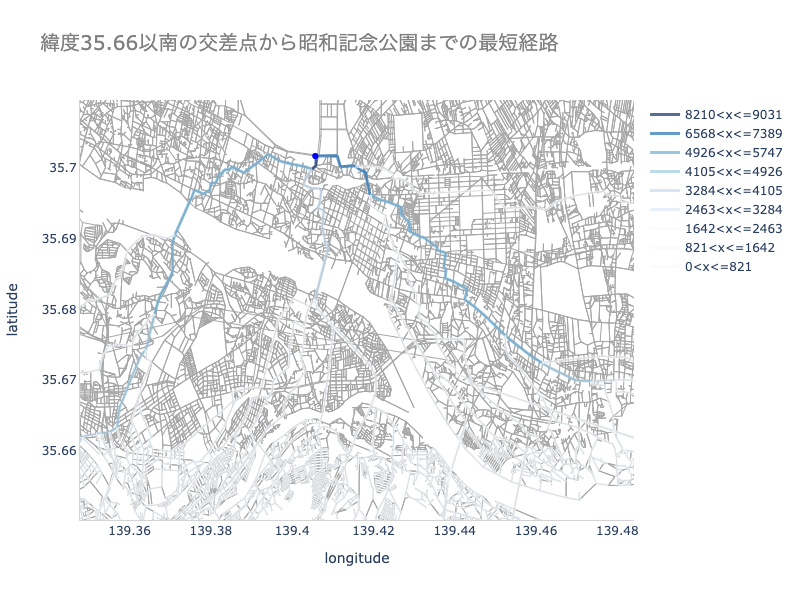 緯度35.66以南の交差点から昭和記念公園までの最短経路
8210<x<=9031
6568<x<=7389
4926<x<=5747
4105<x<=4926
3284<x<=4105
2463<x<=3284
1642<x<=2463
821<x<=1642
0<x<=821
35.7
35.69
35.68
35.67
35.66
latitude
139.36 139.38 139.4 139.42 139.44 139.46 139.48
longitude